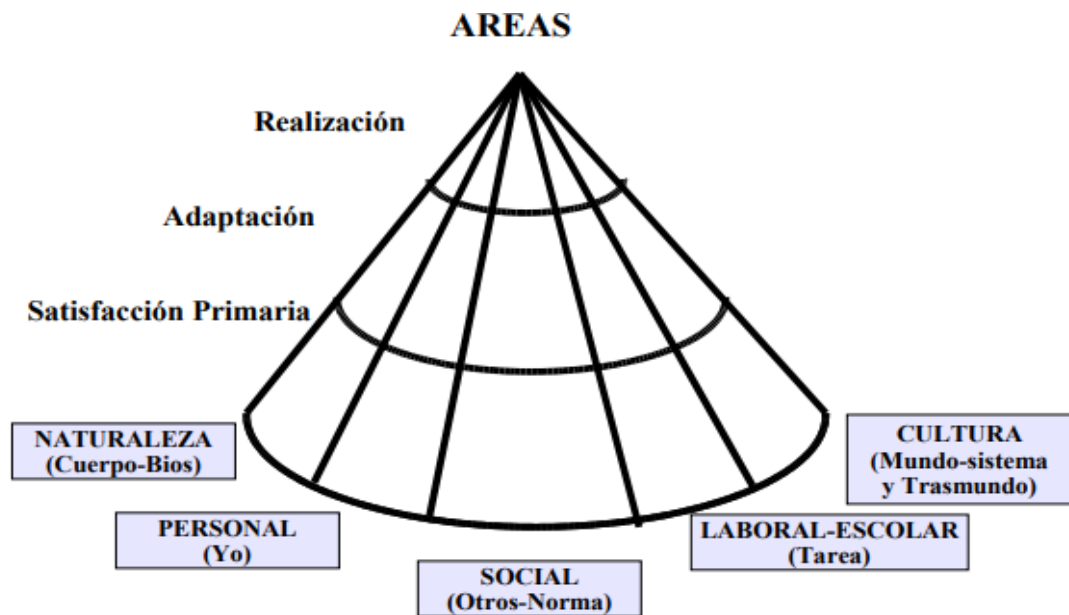 AREAS
Realización
Adaptación
Satisfacción Primaria
NATURALEZA
(Cuerpo-Bios)
PERSONAL
(Yo)
SOCIAL
(Otros-Norma)
LABORAL-ESCOLAR
(Tarea)
CULTURA
(Mundo-sistema
y Trasmundo)